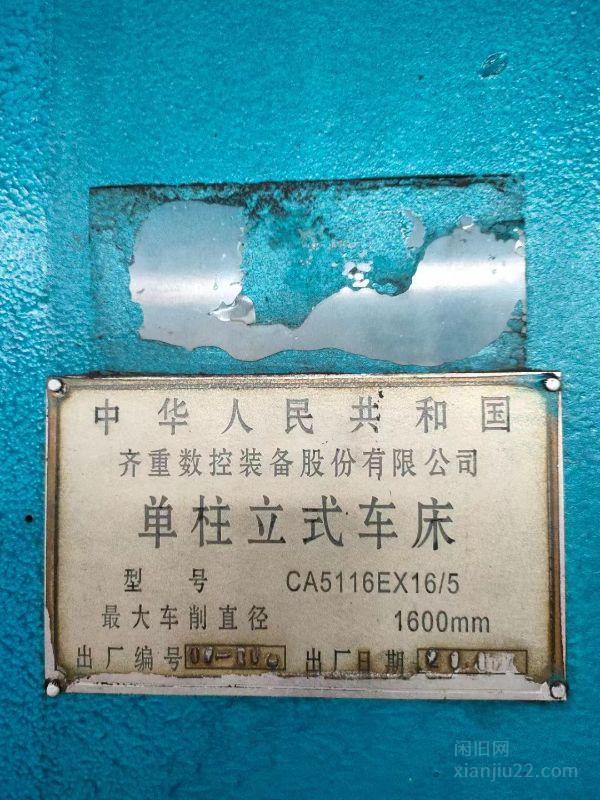 中华人民共和国
齐重数控装备股份有限公司
单柱立式车床
型 号 CA5116EX16/5
最大车削直径 1600mm
出厂编号 出厂日期
闲旧网
xianjiu22.com